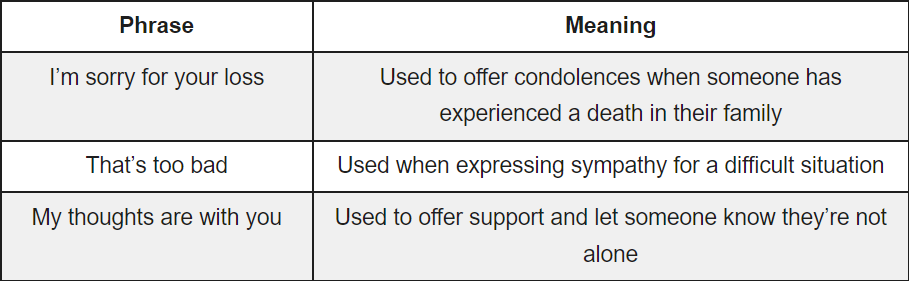 Phrase Meaning
I’m sorry for your loss Used to offer condolences when someone has
experienced a death in their family
That’s too bad Used when expressing sympathy for a difficult situation
My thoughts are with you Used to offer support and let someone know they’re not
alone